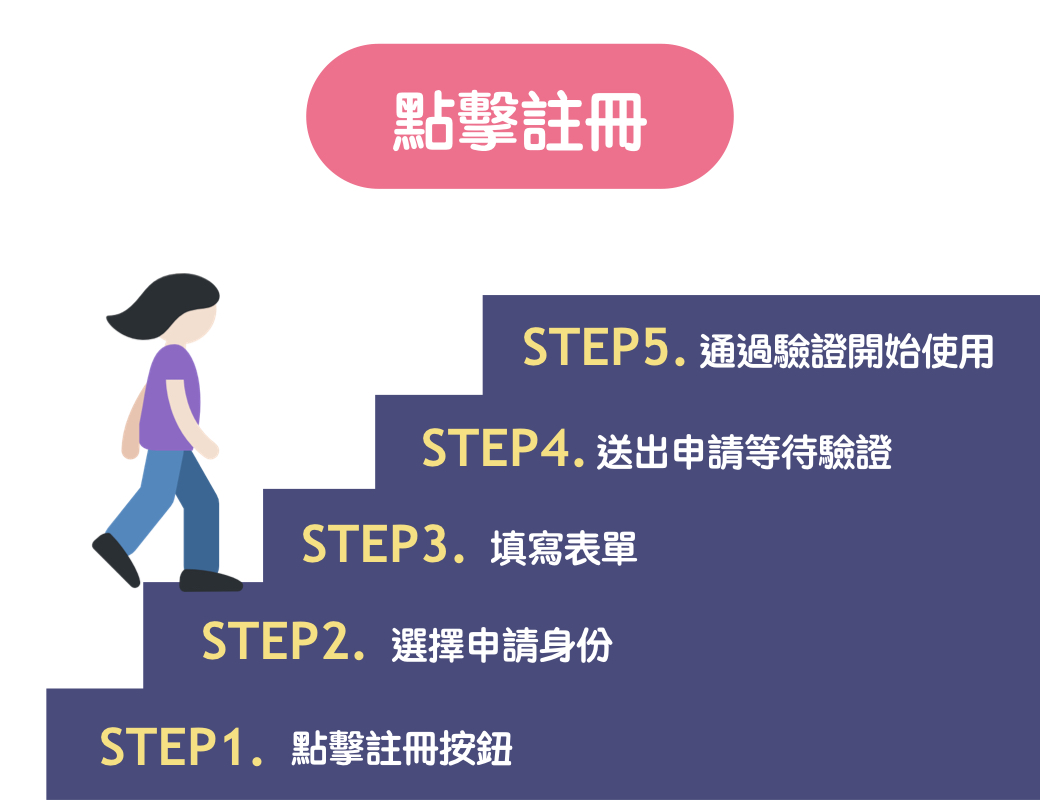 點擊註冊
STEP5. 通過驗證開始使用
STEP4. 送出申請等待驗證
STEP3. 填寫表單
STEP2. 選擇申請身份
STEP1. 點擊註冊按鈕